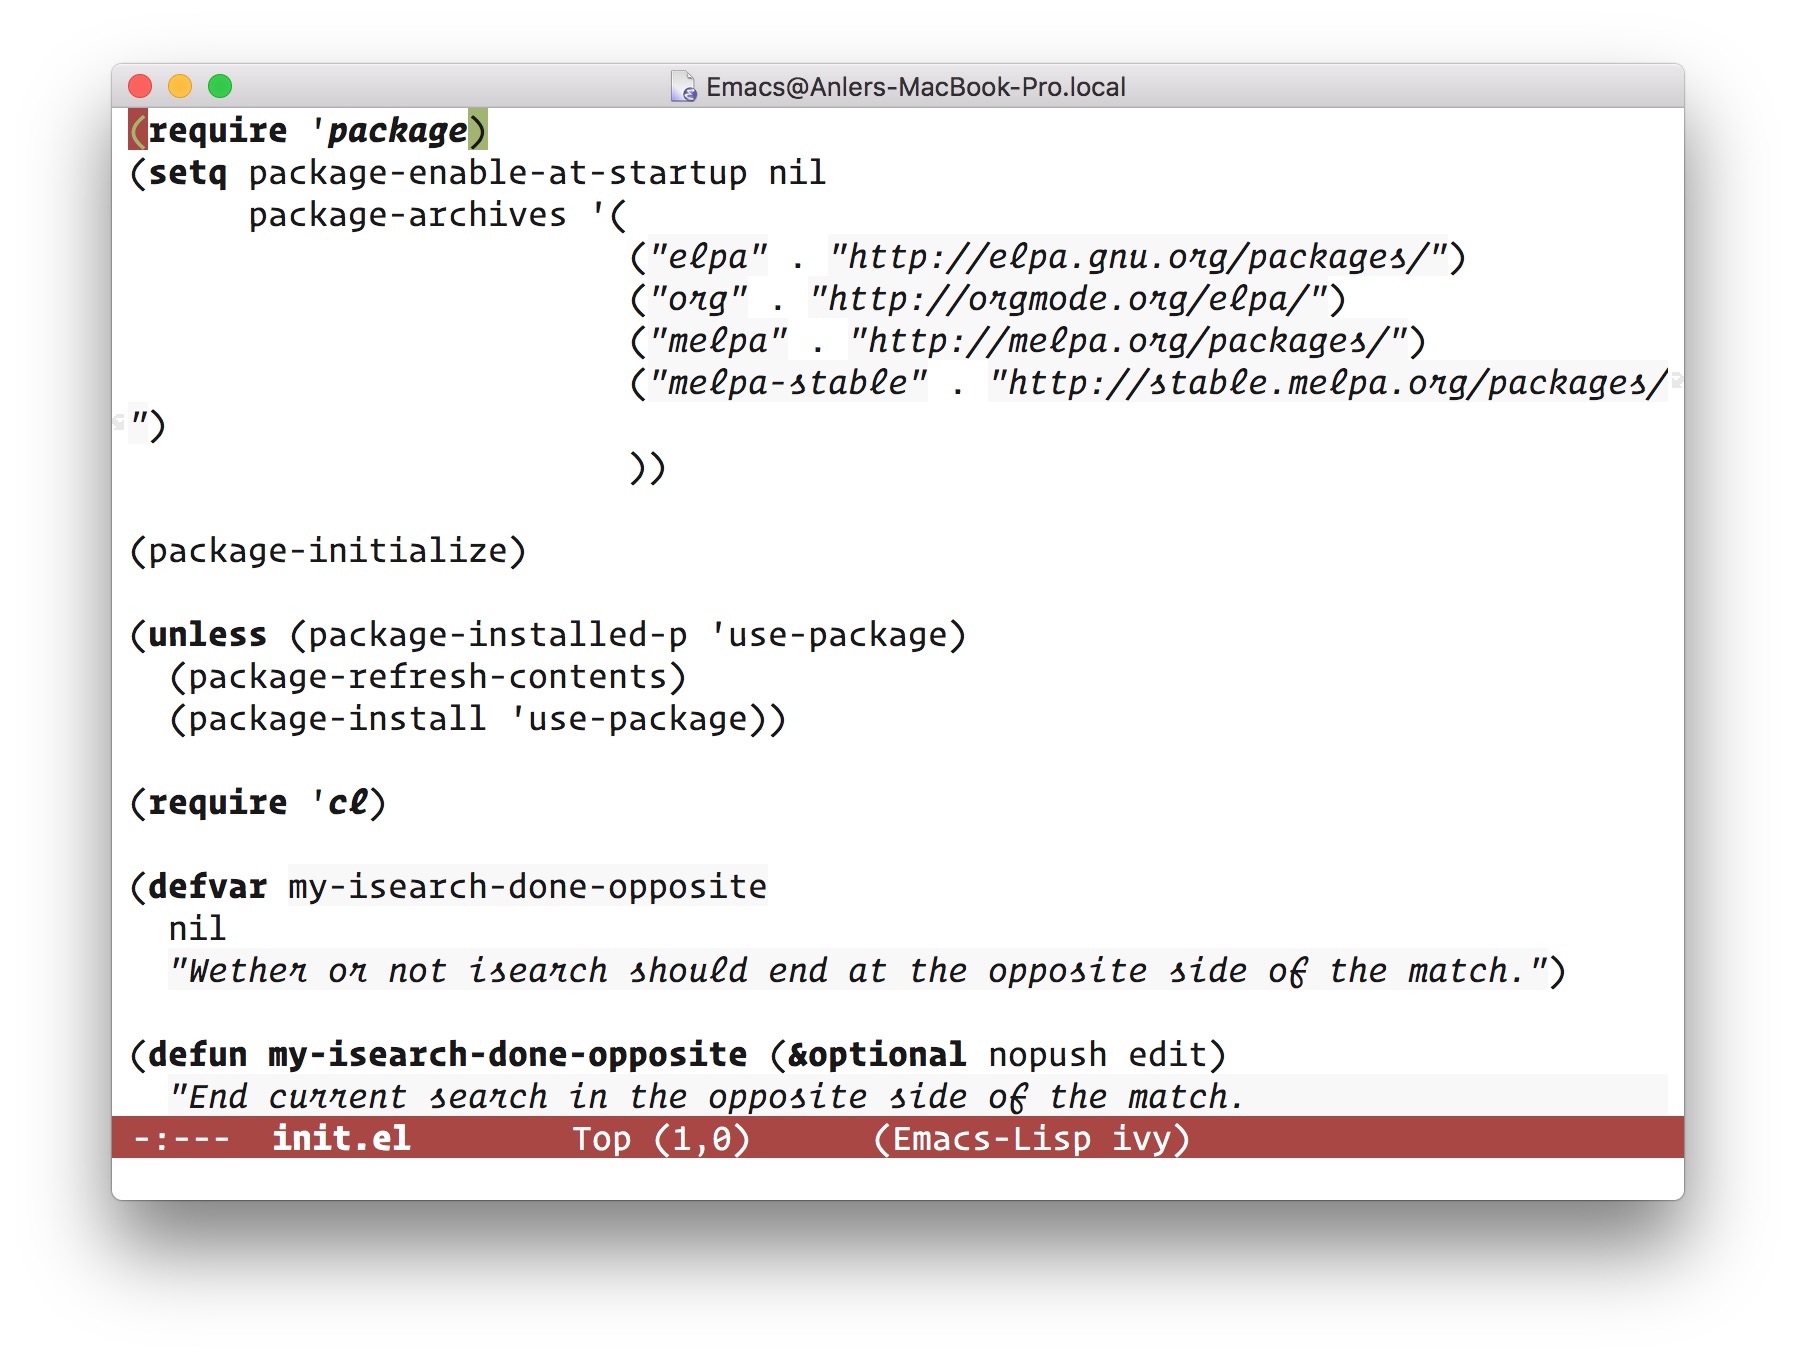 Emacs@Anlers-MacBook-Pro.local
(require 'package)
(setq package-enable-at-startup nil
      package-archives '(
                         ("elpa" . "http://elpa.gnu.org/packages/")
                         ("org" . "http://orgmode.org/elpa/")
                         ("melpa" . "http://melpa.org/packages/")
                         ("melpa-stable" . "http://stable.melpa.org/packages/
")
                         ))
(package-initialize)
(unless (package-installed-p 'use-package)
  (package-refresh-contents)
  (package-install 'use-package))
(require 'cl)
(defvar my-isearch-done-opposite
  nil
  "Wether or not isearch should end at the opposite side of the match.")
(defun my-isearch-done-opposite (&optional nopush edit)
  "End current search in the opposite side of the match.
-:---  init.el        Top (1,0)      (Emacs-Lisp ivy)